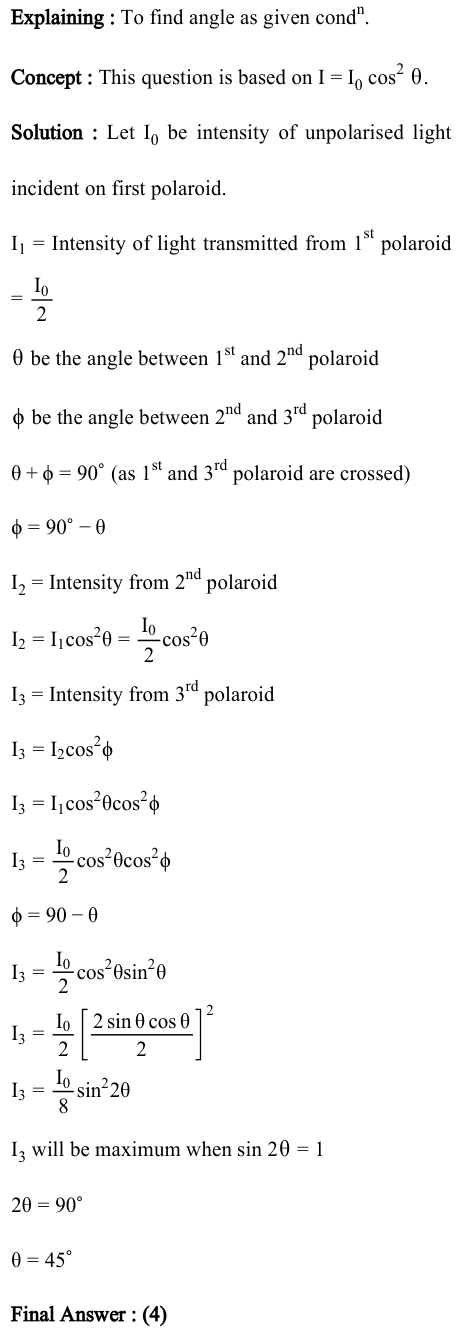 Explaining : To find angle as given condⁿ.
Concept : This question is based on I = I₀ cos² θ.
Solution : Let I₀ be intensity of unpolarised light
incident on first polaroid.
I₁ = Intensity of light transmitted from 1ˢᵗ polaroid
= I₀/2
θ be the angle between 1ˢᵗ and 2ⁿᵈ polaroid
ϕ be the angle between 2ⁿᵈ and 3ʳᵈ polaroid
θ + ϕ = 90° (as 1ˢᵗ and 3ʳᵈ polaroid are crossed)
ϕ = 90° − θ
I₂ = Intensity from 2ⁿᵈ polaroid
I₂ = I₁cos²θ = I₀/2 cos²θ
I₃ = Intensity from 3ʳᵈ polaroid
I₃ = I₂cos²ϕ
I₃ = I₁cos²θcos²ϕ
I₃ = I₀/2 cos²θcos²ϕ
ϕ = 90 − θ
I₃ = I₀/2 cos²θsin²θ
I₃ = I₀/2 [2 sin θ cos θ / 2]²
I₃ = I₀/8 sin²2θ
I₃ will be maximum when sin 2θ = 1
2θ = 90°
θ = 45°
Final Answer : (4)